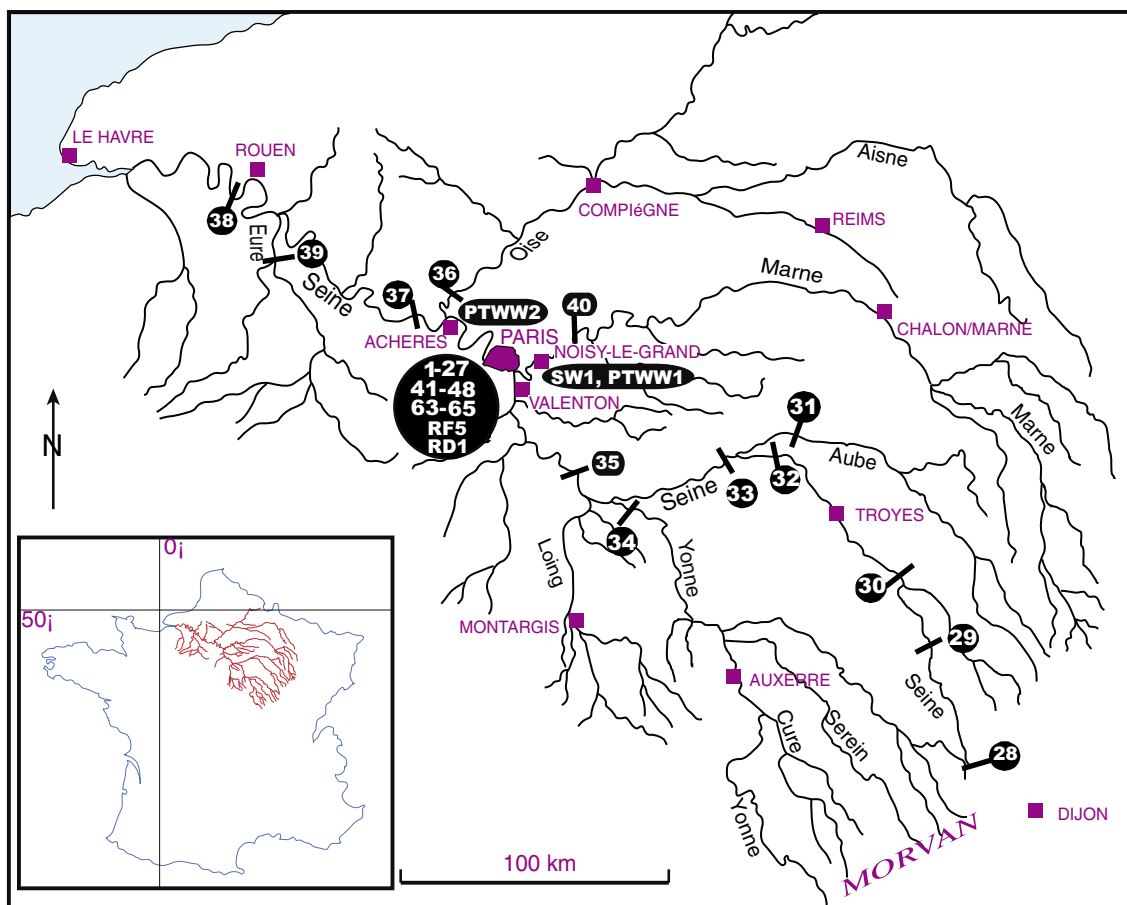 LE HAVRE
ROUEN
38
Eure
39
Seine
37
36
Oise
COMPIéGNE
Aisne
REIMS
Marne
CHALON/MARNE
ACHERES
PTWW2
PARIS
40
NOISY-LE-GRAND
SW1, PTWW1
VALENTON
1-27
41-48
63-65
RF5
RD1
N
35
Seine
34
33
32
31
Aube
Marne
TROYES
30
29
Seine
28
Loing
Yonne
MONTARGIS
AUXERRE
Cure
Serein
Yonne
MORVAN
DIJON
0¡
50¡
100 km